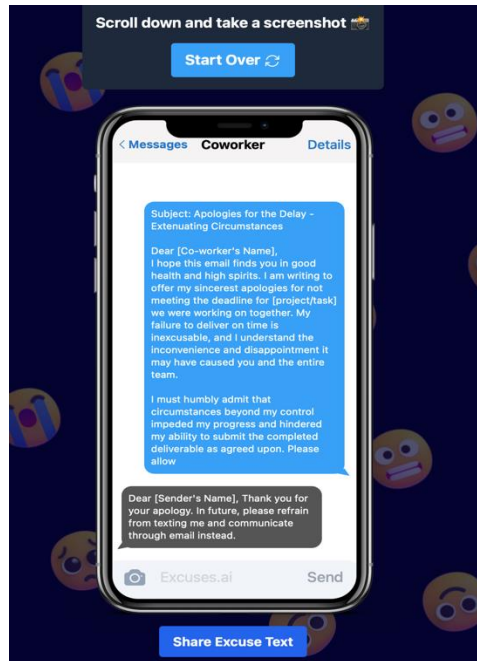 Scroll down and take a screenshot 📸
Start Over
< Messages Coworker Details
Subject: Apologies for the Delay –
Extenuating Circumstances
Dear [Co-worker's Name],
I hope this email finds you in good
health and high spirits. I am writing to
offer my sincerest apologies for not
meeting the deadline for [project/task]
we were working on together. My
failure to deliver on time is
inexcusable, and I understand the
inconvenience and disappointment it
may have caused you and the entire
team.
I must humbly admit that
circumstances beyond my control
impeded my progress and hindered
my ability to submit the completed
deliverable as agreed upon. Please
allow
Dear [Sender's Name], Thank you for
your apology. In future, please refrain
from texting me and communicate
through email instead.
Excuses.ai Send
Share Excuse Text